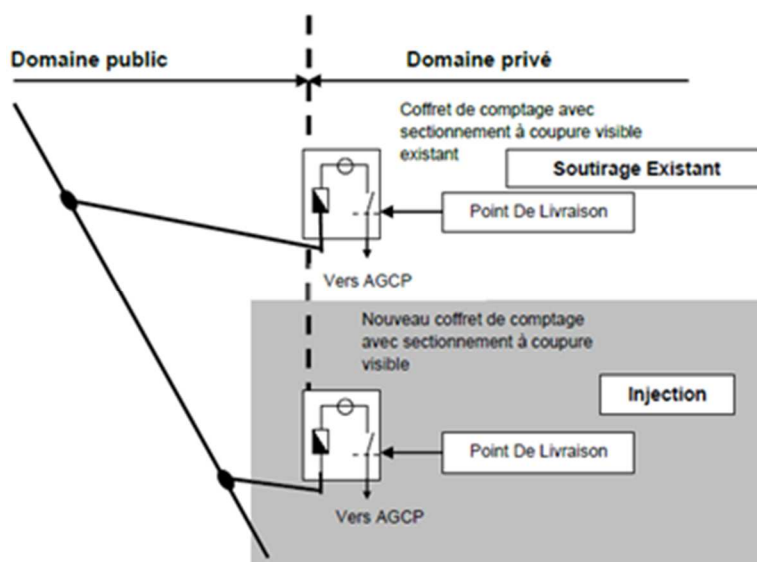 Domaine public
Domaine privé
Coffret de comptage avec
sectionnement à coupure visible
existant
Soutirage Existant
Point De Livraison
Vers AGCP
Nouveau coffret de comptage
avec sectionnement à coupure
visible
Injection
Point De Livraison
Vers AGCP